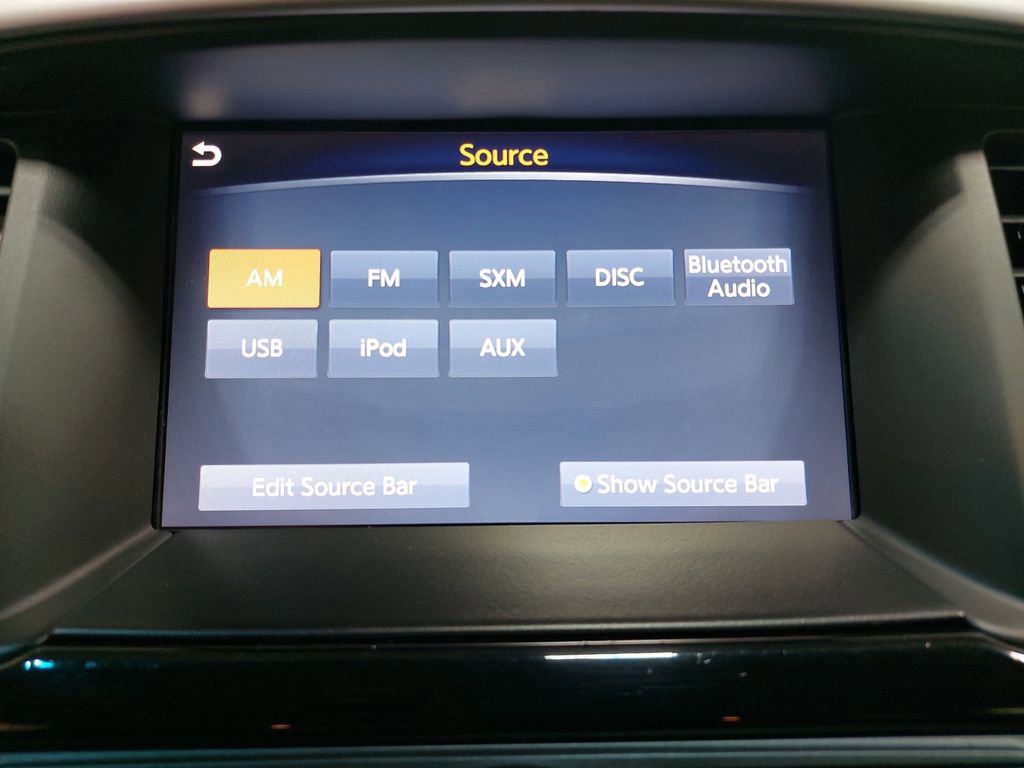 Source
AM
FM
SXM
DISC
Bluetooth
Audio
USB
iPod
AUX
Edit Source Bar
Show Source Bar